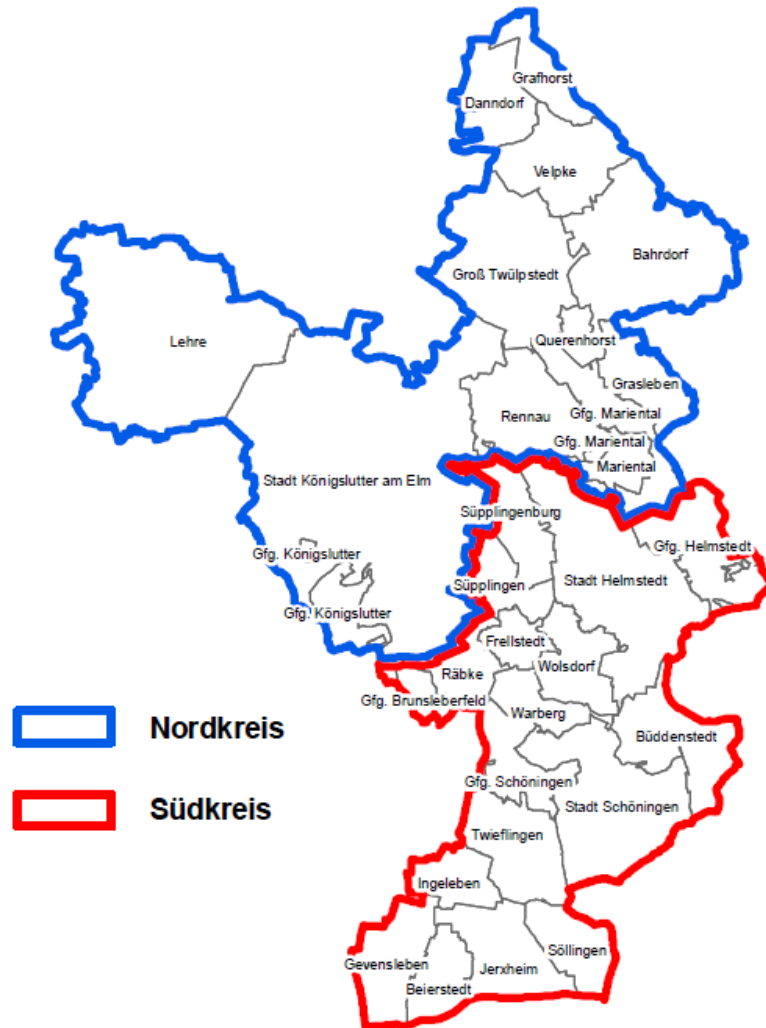 Grafhorst
Danndorf
Velpke
Bahrdorf
Groß Twülpstedt
Querenhorst
Lehre
Grasleben
Rennau
Gfg. Mariental
Gfg. Mariental
Mariental
Stadt Königslutter am Elm
Süpplingenburg
Gfg. Helmstedt
Gfg. Königslutter
Süpplingen
Stadt Helmstedt
Gfg. Königslutter
Frellstedt
Wolsdorf
Räbke
Gfg. Brunsleberfeld
Warberg
Nordkreis
Büddenstedt
Gfg. Schöningen
Südkreis
Stadt Schöningen
Twieflingen
Ingeleben
Söllingen
Gevensleben
Jerxheim
Beierstedt